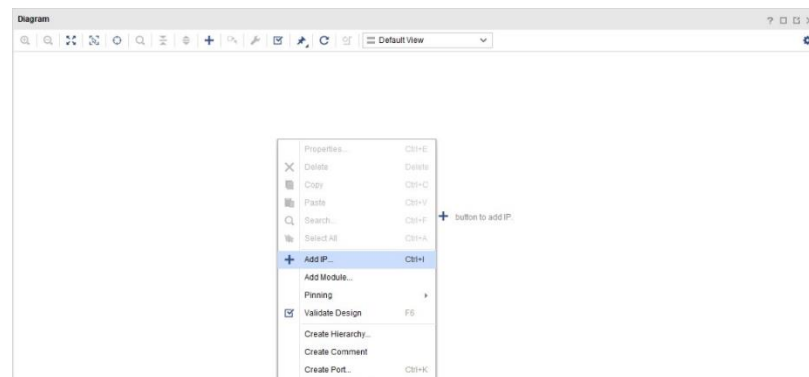 Diagram
Default View
Properties... Ctrl+E
Delete Delete
Copy Ctrl+C
Paste Ctrl+V
Search... Ctrl+F
Select All Ctrl+A
button to add IP.
Add IP... Ctrl+I
Add Module...
Pinning
Validate Design F6
Create Hierarchy...
Create Comment
Create Port... Ctrl+K